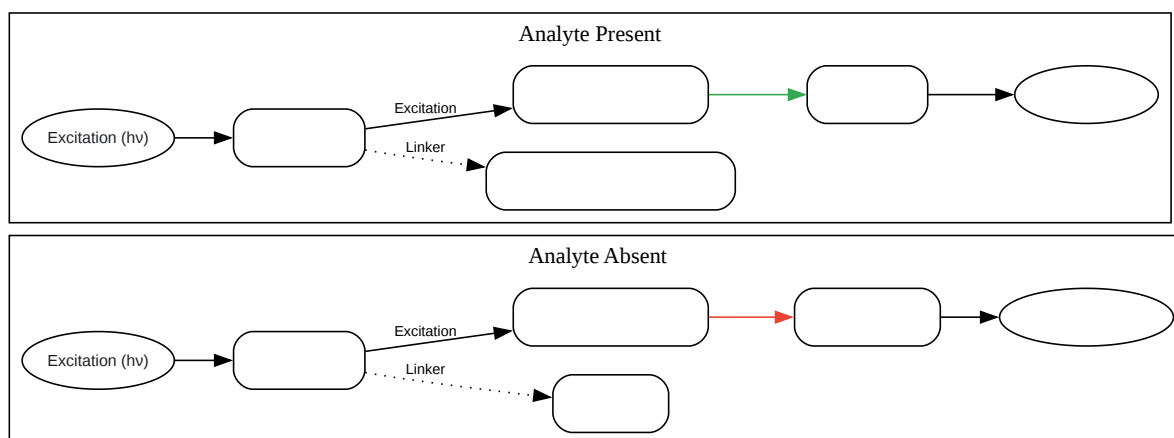 Analyte Present
Excitation (hν)
Excitation
Linker
Analyte Absent
Excitation (hν)
Excitation
Linker